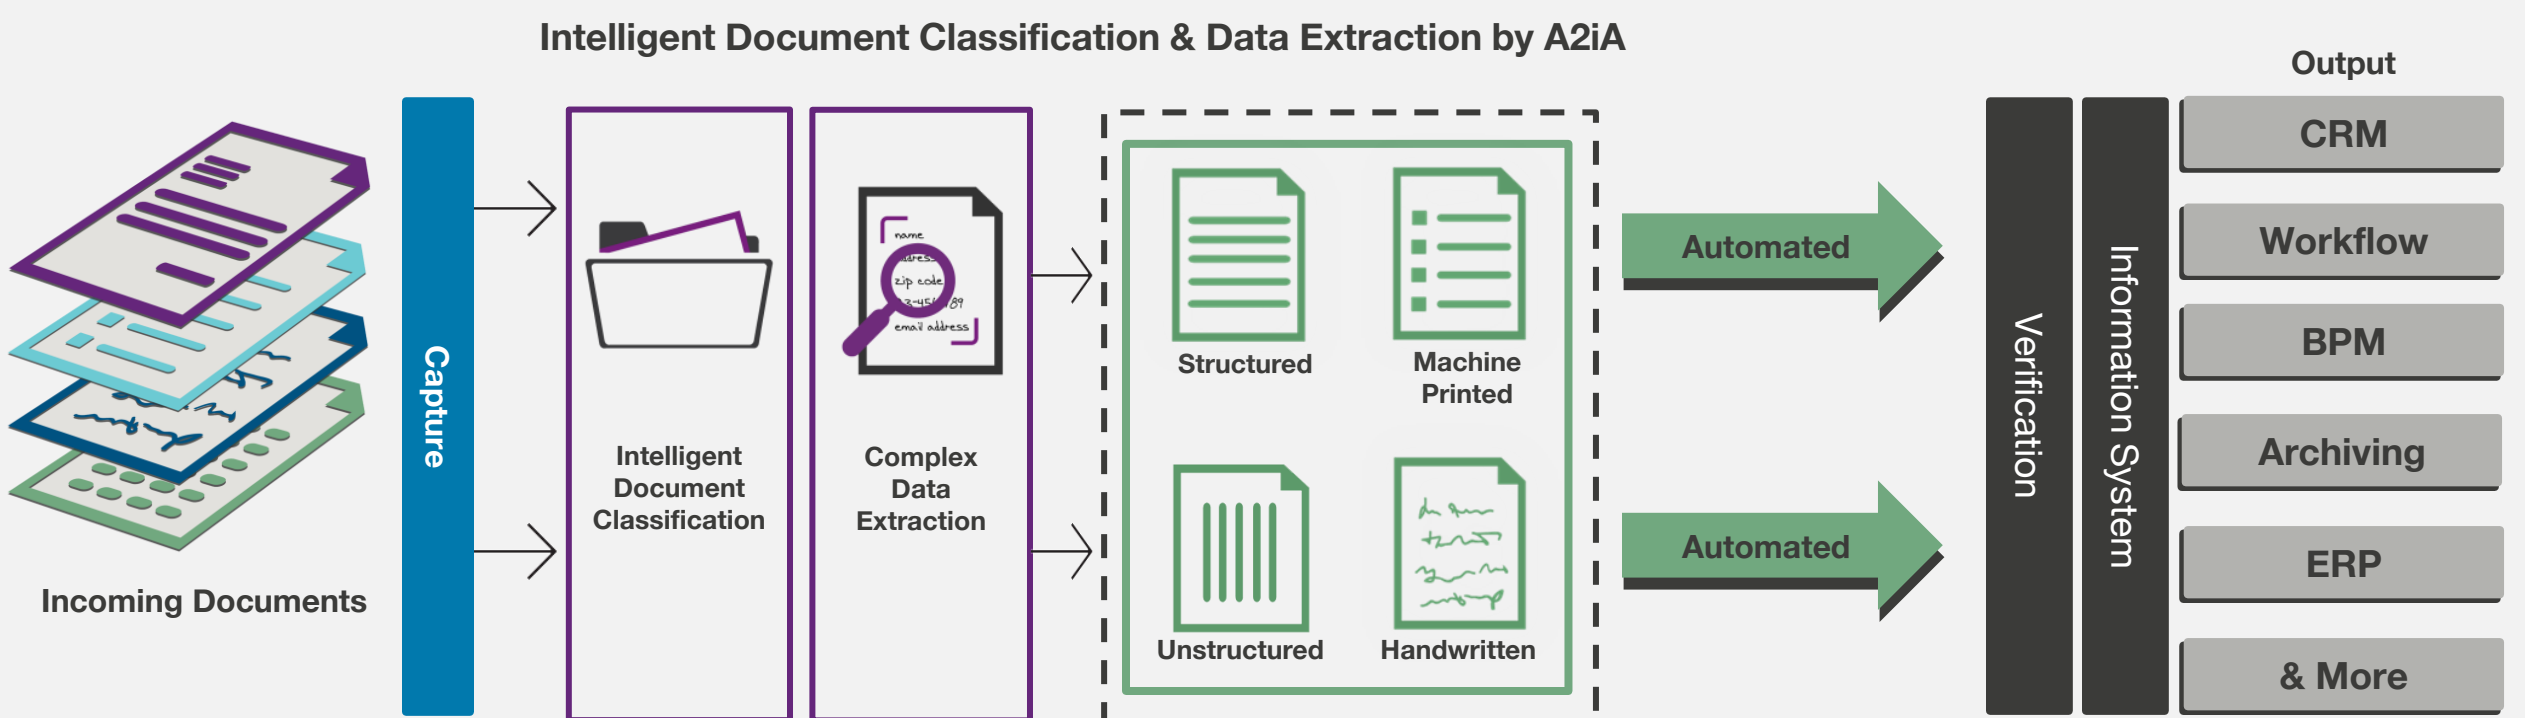 Intelligent Document Classification & Data Extraction by A2iA
Incoming Documents
Capture
Intelligent
Document
Classification
name
zip code
email address
Complex
Data
Extraction
Structured
Machine
Printed
Unstructured
Handwritten
Automated
Automated
Verification
Information System
Output
CRM
Workflow
BPM
Archiving
ERP
& More